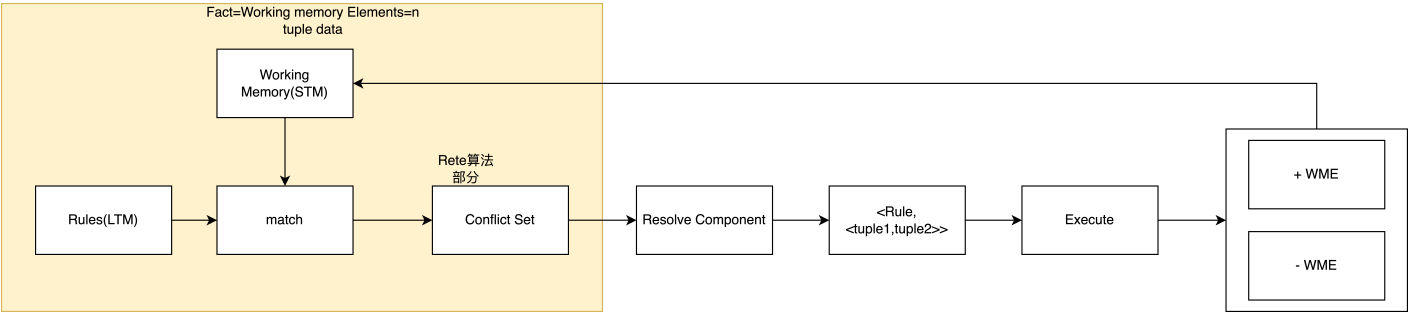 Fact=Working memory Elements=n
tuple data
Working
Memory(STM)
Rete算法
部分
Rules(LTM)
match
Conflict Set
Resolve Component
<Rule,
<tuple1,tuple2>>
Execute
+ WME
- WME